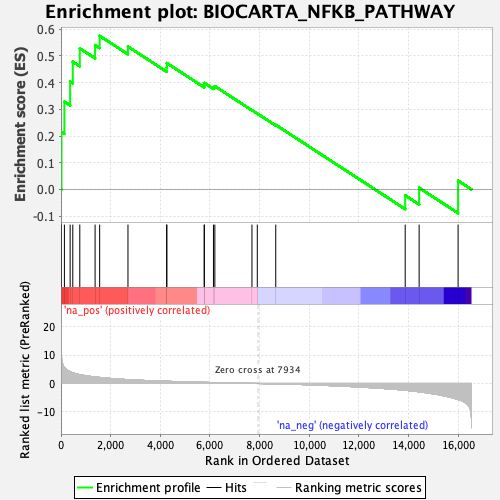 Enrichment plot: BIOCARTA_NFKB_PATHWAY
Enrichment score (ES)
0.6
0.5
0.4
0.3
0.2
0.1
0.0
-0.1
'na_pos' (positively correlated)
Ranked list metric (PreRanked)
20
10
0
-10
Zero cross at 7934
'na_neg' (negatively correlated)
0 2,000 4,000 6,000 8,000 10,000 12,000 14,000 16,000
Rank in Ordered Dataset
Enrichment profile Hits Ranking metric scores